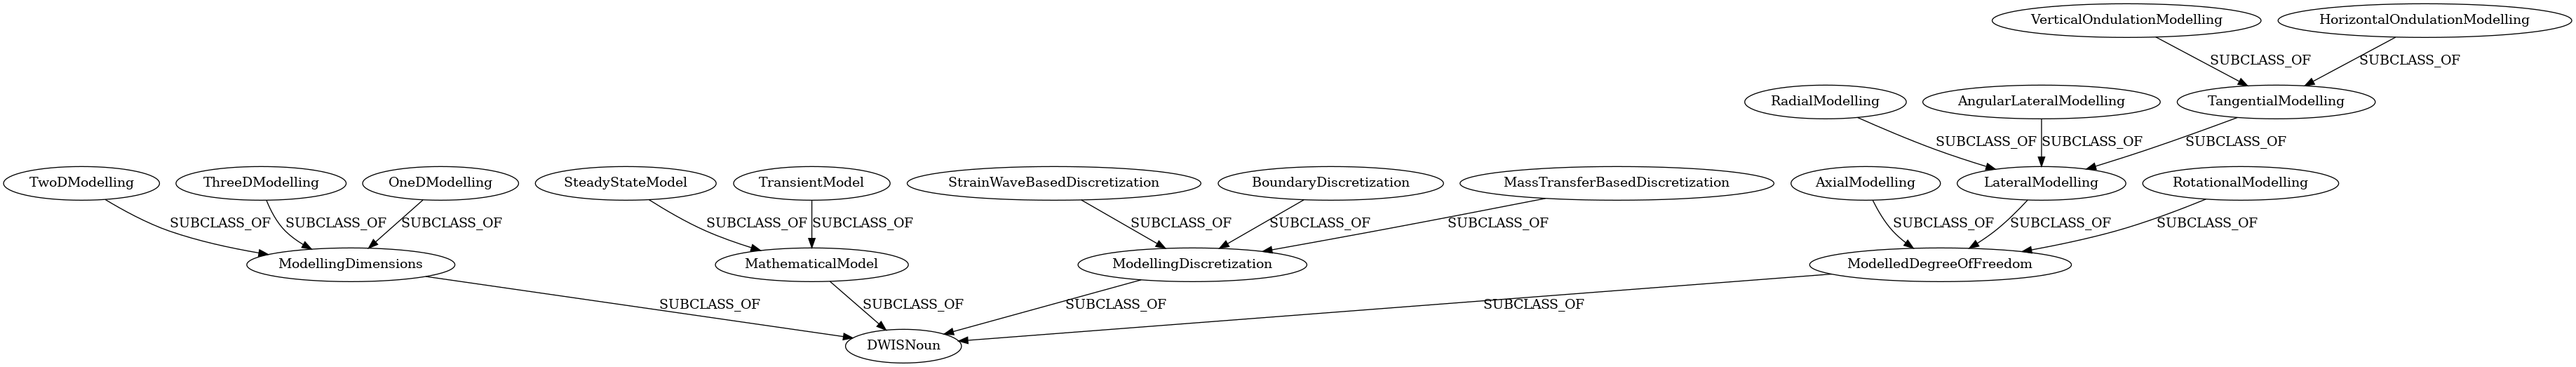 VerticalOndulationModelling
HorizontalOndulationModelling
SUBCLASS_OF
SUBCLASS_OF
RadialModelling
AngularLateralModelling
TangentialModelling
SUBCLASS_OF
SUBCLASS_OF
SUBCLASS_OF
TwoDModelling
ThreeDModelling
OneDModelling
SteadyStateModel
TransientModel
StrainWaveBasedDiscretization
BoundaryDiscretization
MassTransferBasedDiscretization
AxialModelling
LateralModelling
RotationalModelling
SUBCLASS_OF
SUBCLASS_OF
SUBCLASS_OF
SUBCLASS_OF
SUBCLASS_OF
SUBCLASS_OF
SUBCLASS_OF
SUBCLASS_OF
SUBCLASS_OF
SUBCLASS_OF
SUBCLASS_OF
ModellingDimensions
MathematicalModel
ModellingDiscretization
ModelledDegreeOfFreedom
SUBCLASS_OF
SUBCLASS_OF
SUBCLASS_OF
SUBCLASS_OF
DWISNoun